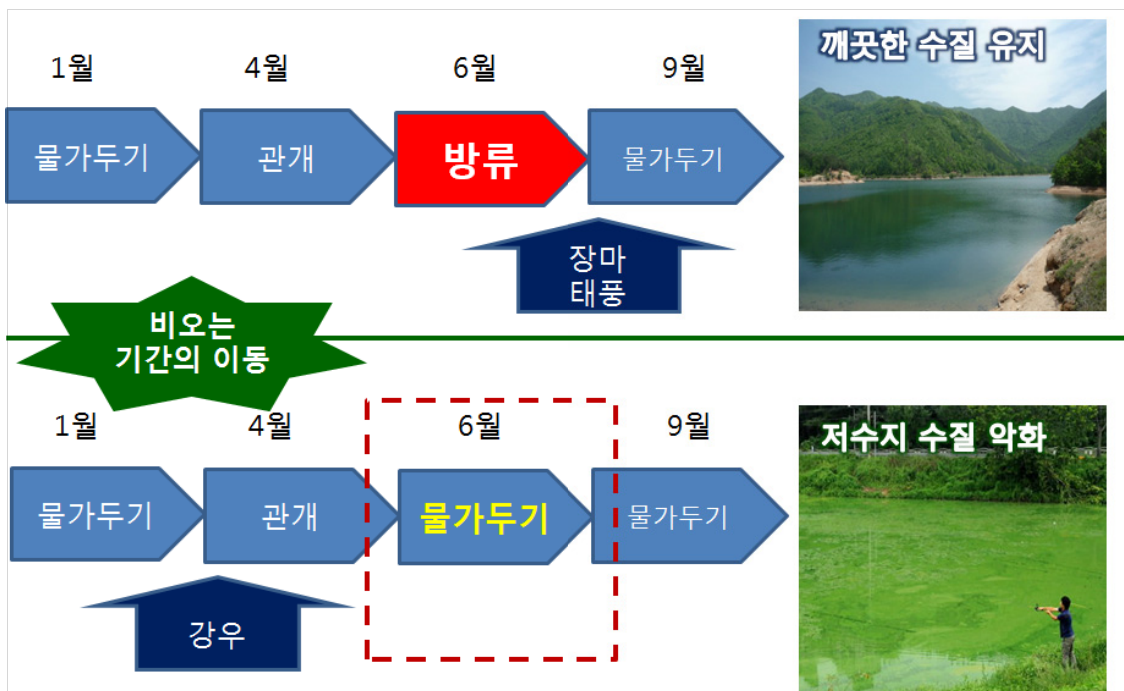 깨끗한 수질 유지
1월
4월
6월
9월
물가두기
관개
방류
물가두기
장마
태풍
비오는
기간의 이동
1월
4월
6월
9월
저수지 수질 악화
물가두기
관개
물가두기
물가두기
강우